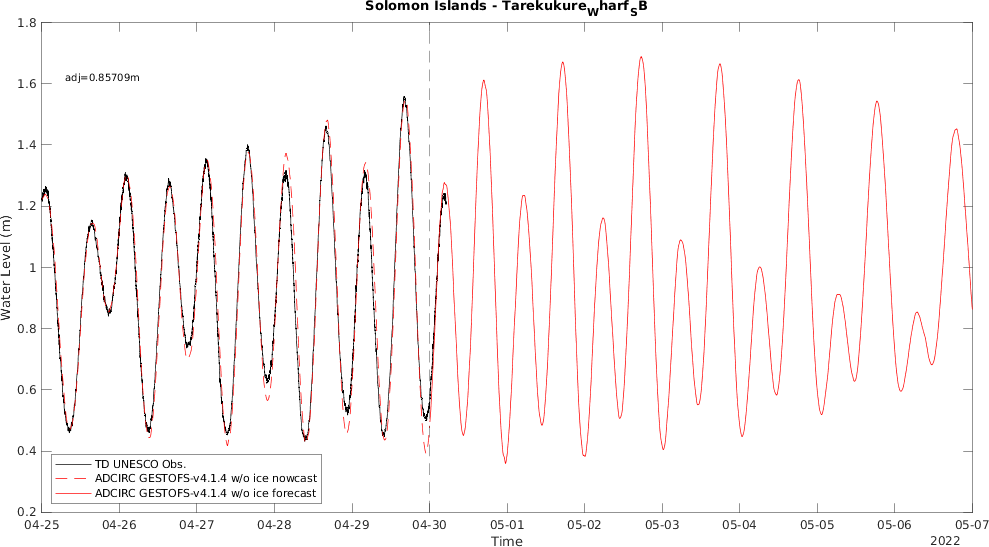 Solomon Islands - TarekukureWharfSB
1.8
1.6
1.4
1.2
1
0.8
0.6
0.4
0.2
Water Level (m)
adj=0.85709m
TD UNESCO Obs.
ADCIRC GESTOFS-v4.1.4 w/o ice nowcast
ADCIRC GESTOFS-v4.1.4 w/o ice forecast
04-25 04-26 04-27 04-28 04-29 04-30 05-01 05-02 05-03 05-04 05-05 05-06 05-07
Time
2022